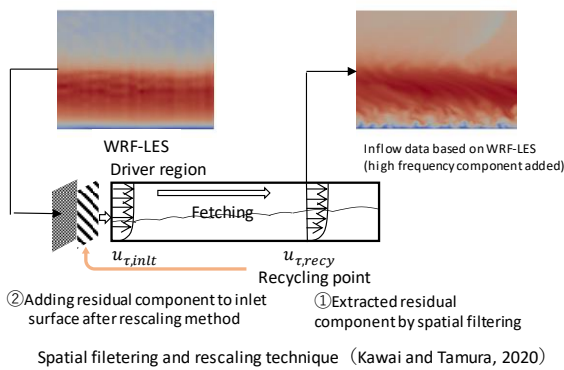 WRF-LES
Driver region
Inflow data based on WRF-LES
(high frequency component added)
Fetching
u_{τ,inlt}
u_{τ,recy}
Recycling point
②Adding residual component to inlet
surface after rescaling method
①Extracted residual
component by spatial filtering
Spatial filetering and rescaling technique（Kawai and Tamura, 2020）